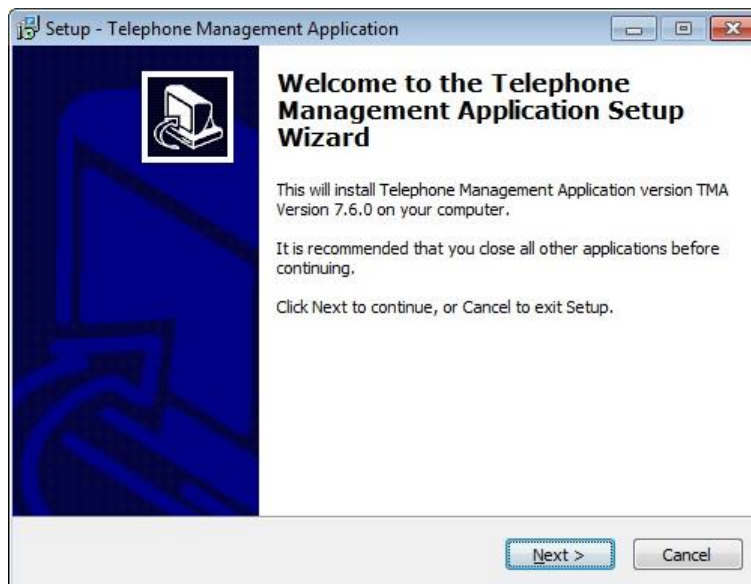 Setup - Telephone Management Application
Welcome to the Telephone
Management Application Setup
Wizard
This will install Telephone Management Application version TMA
Version 7.6.0 on your computer.
It is recommended that you close all other applications before
continuing.
Click Next to continue, or Cancel to exit Setup.
Next >
Cancel